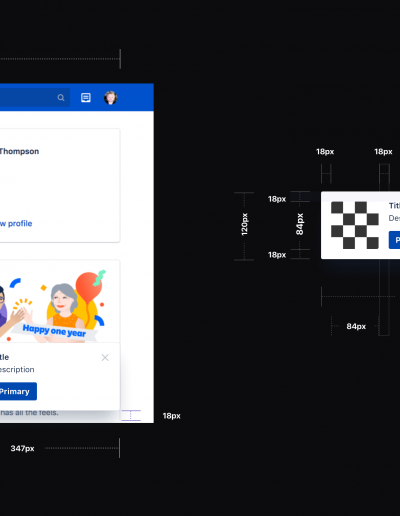 Thompson
w profile
Happy one year
tle
escription
Primary
has all the feels.
18px
347px
18px
18px
18px
120px
84px
18px
Titl
Des
P
84px